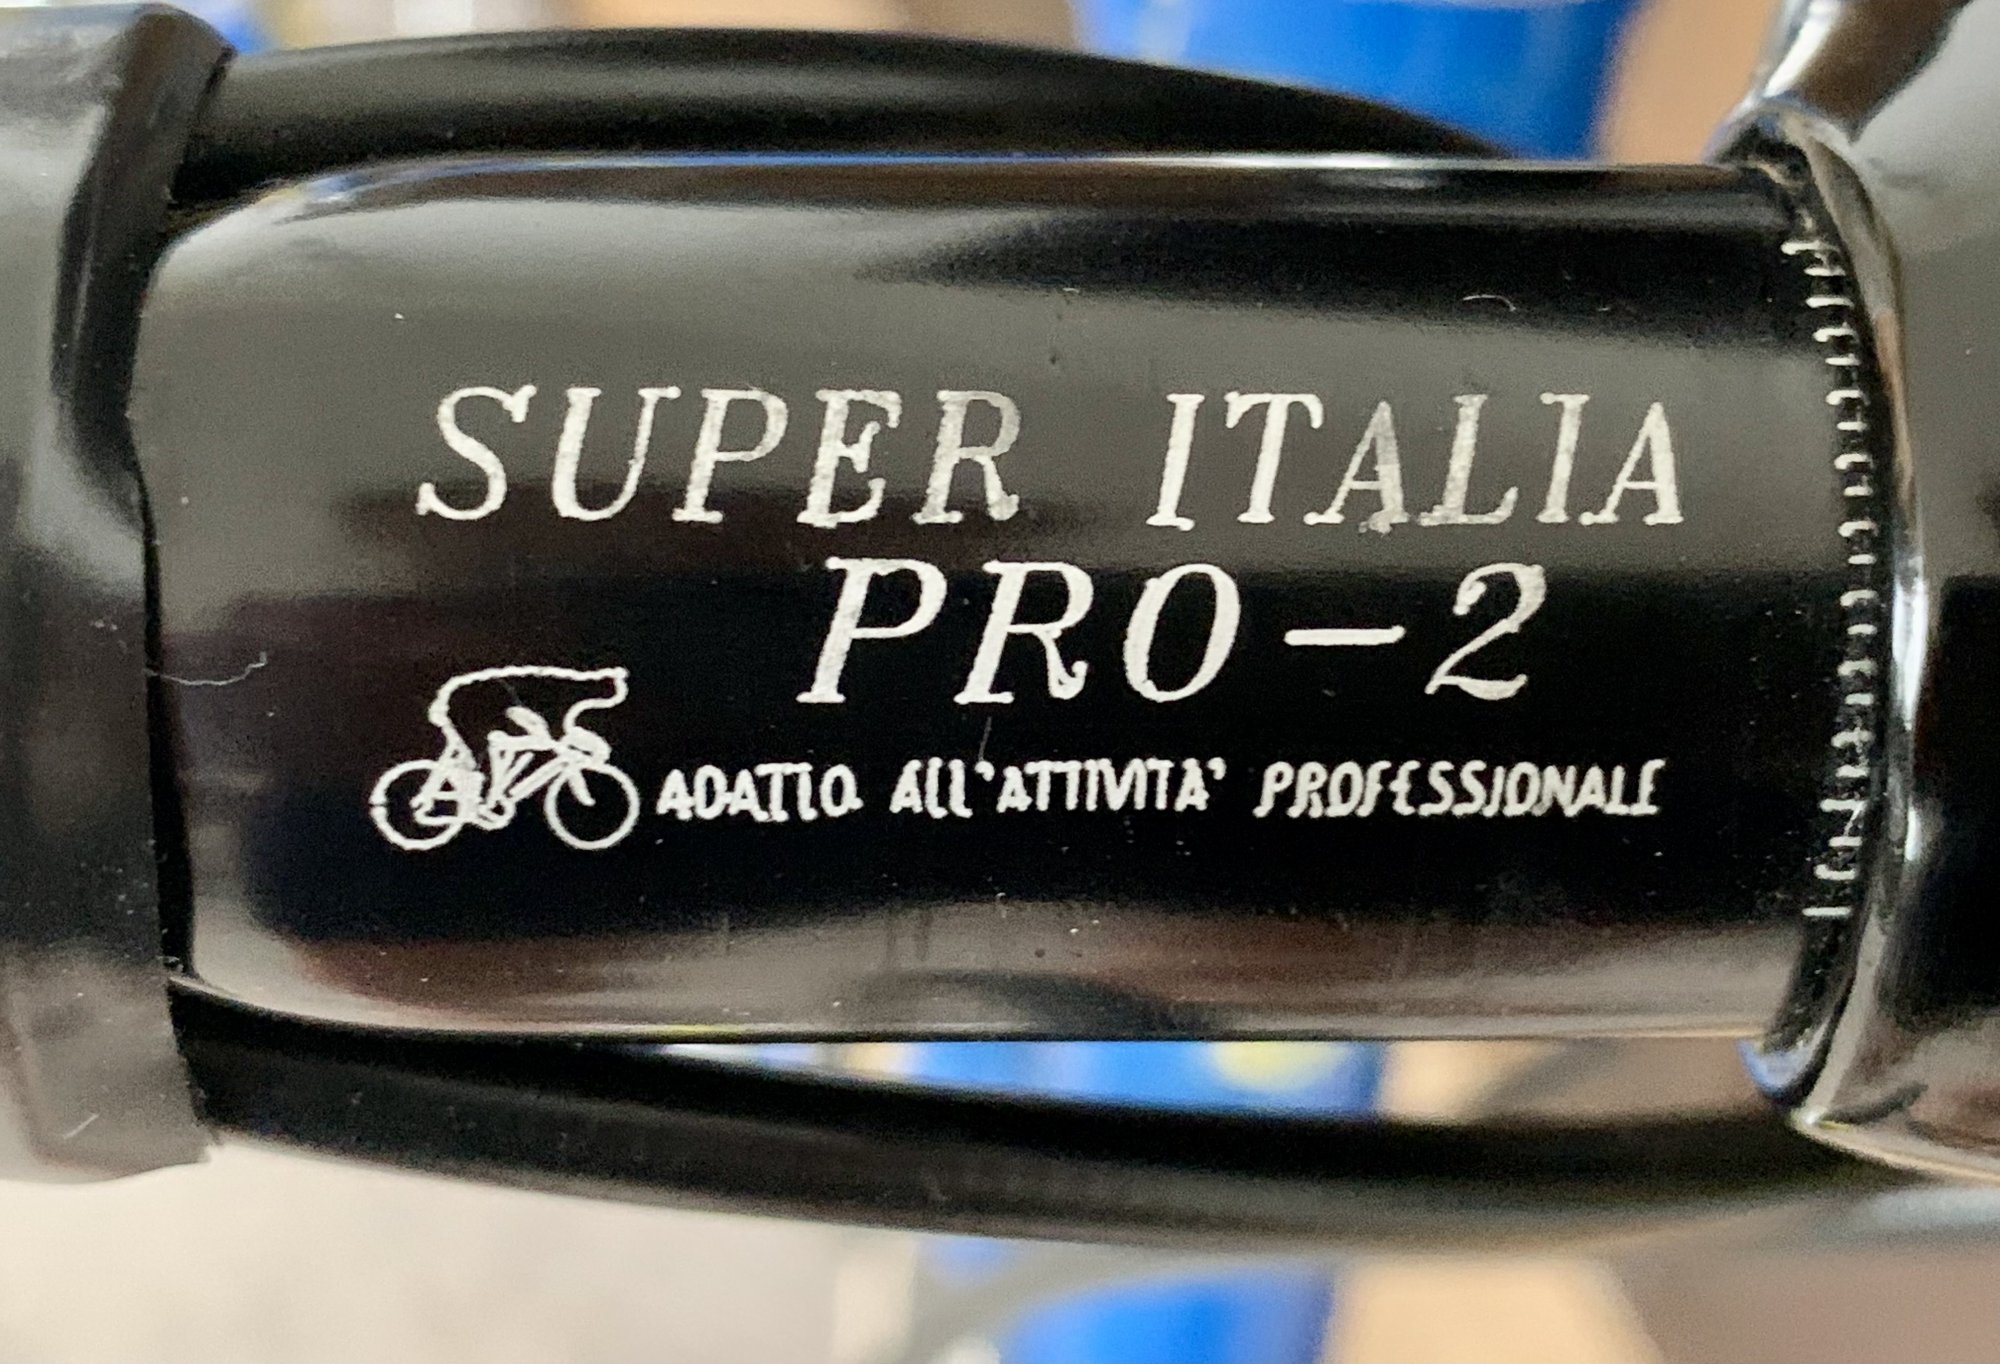 SUPER ITALIA
PRO-2
ADATTO ALL'ATTIVITA' PROFESSIONALE